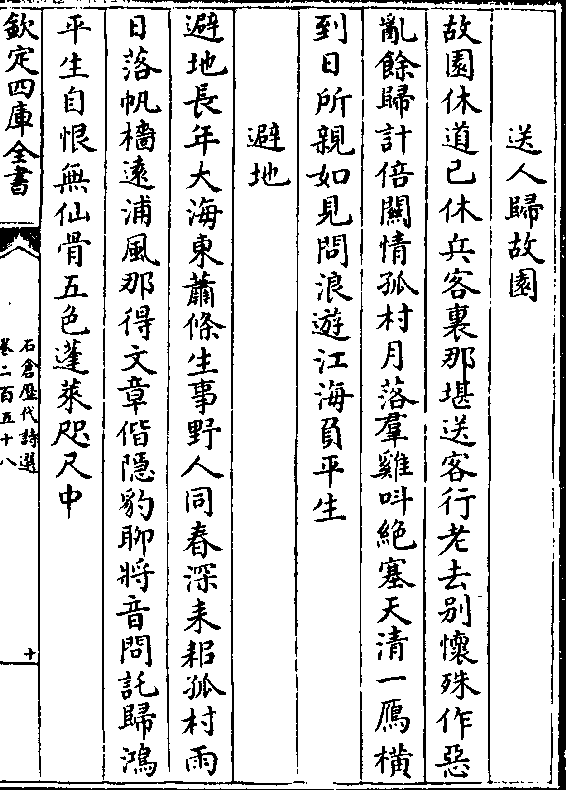 送人歸故園
故園休道已休兵客裏那堪送客行老去别懷殊作惡
亂餘歸計倍關情孤村月落羣雞呌絶塞天清一鴈横
到日所親如見問浪遊江海負平生
避地
避地長年大海東蕭條生事野人同春深耒耜孤村雨
日落帆檣遠浦風那得文章偕隱豹聊將音問託歸鴻
平生自恨無仙骨五色蓬萊咫尺中
欽定四庫全書
石倉歴代詩選
卷二百五十八
十